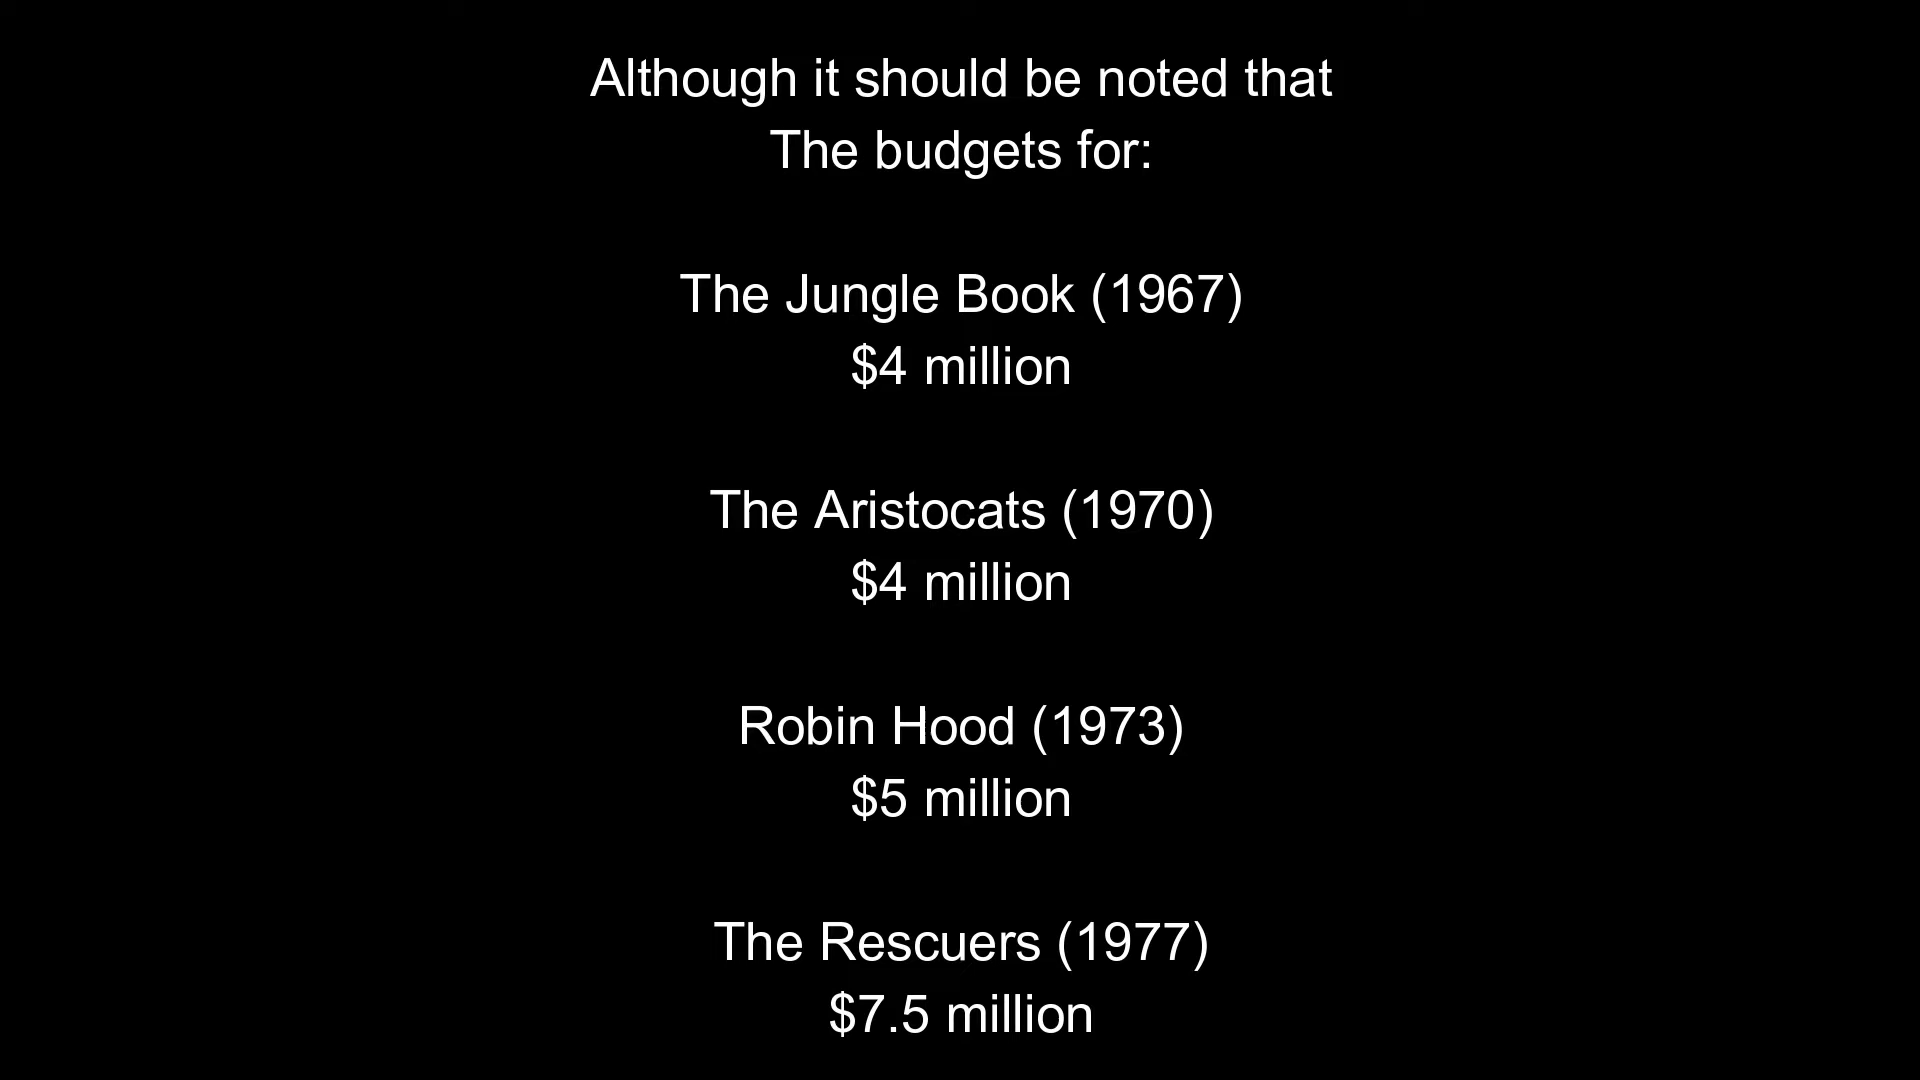 Although it should be noted that
The budgets for:
The Jungle Book (1967)
$4 million
The Aristocats (1970)
$4 million
Robin Hood (1973)
$5 million
The Rescuers (1977)
$7.5 million